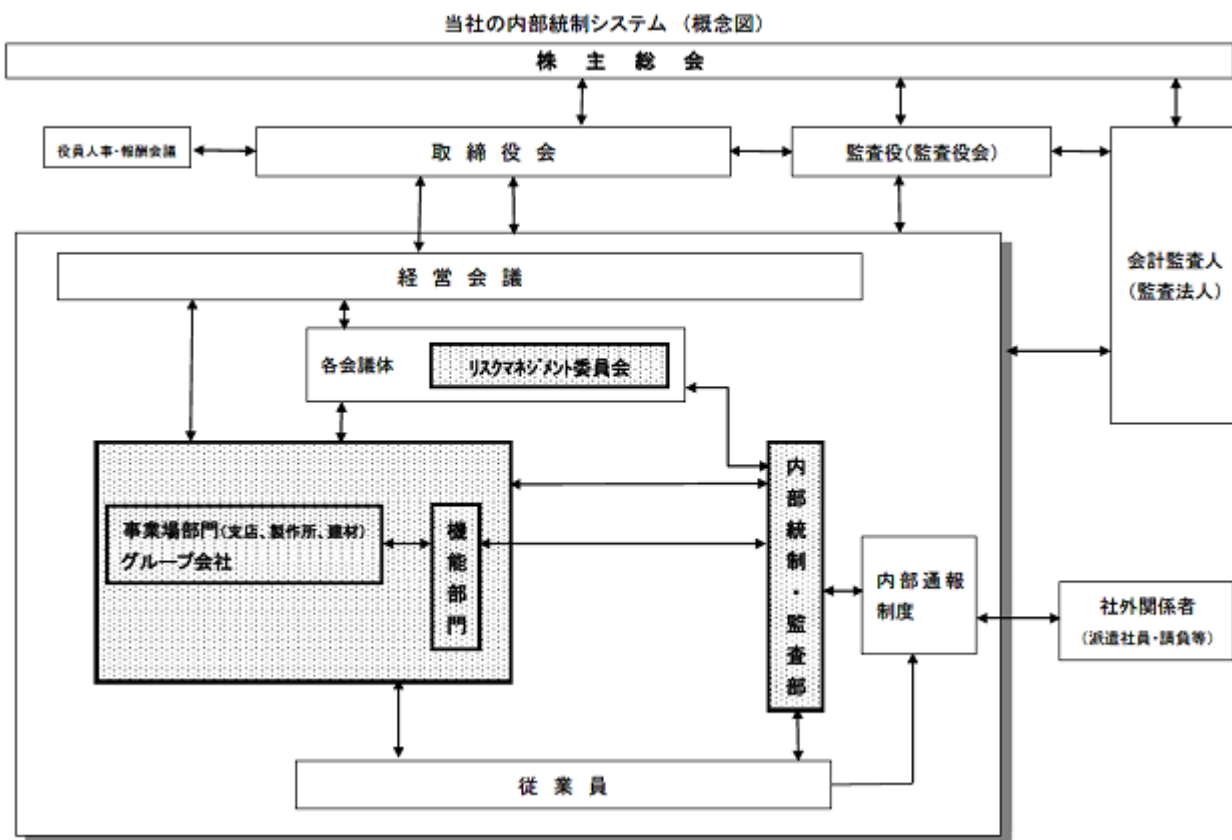 当社の内部統制システム （概念図）
株 主 総 会
役員人事・報酬会議
取 締 役 会
監査役(監査役会)
会計監査人
（監査法人）
経 営 会 議
各会議体
リスクマネジメント委員会
事業場部門(支店、製作所、建材)
グループ会社
機能部門
内部統制・監査部
内部通報
制度
社外関係者
（派遣社員・請負等）
従 業 員